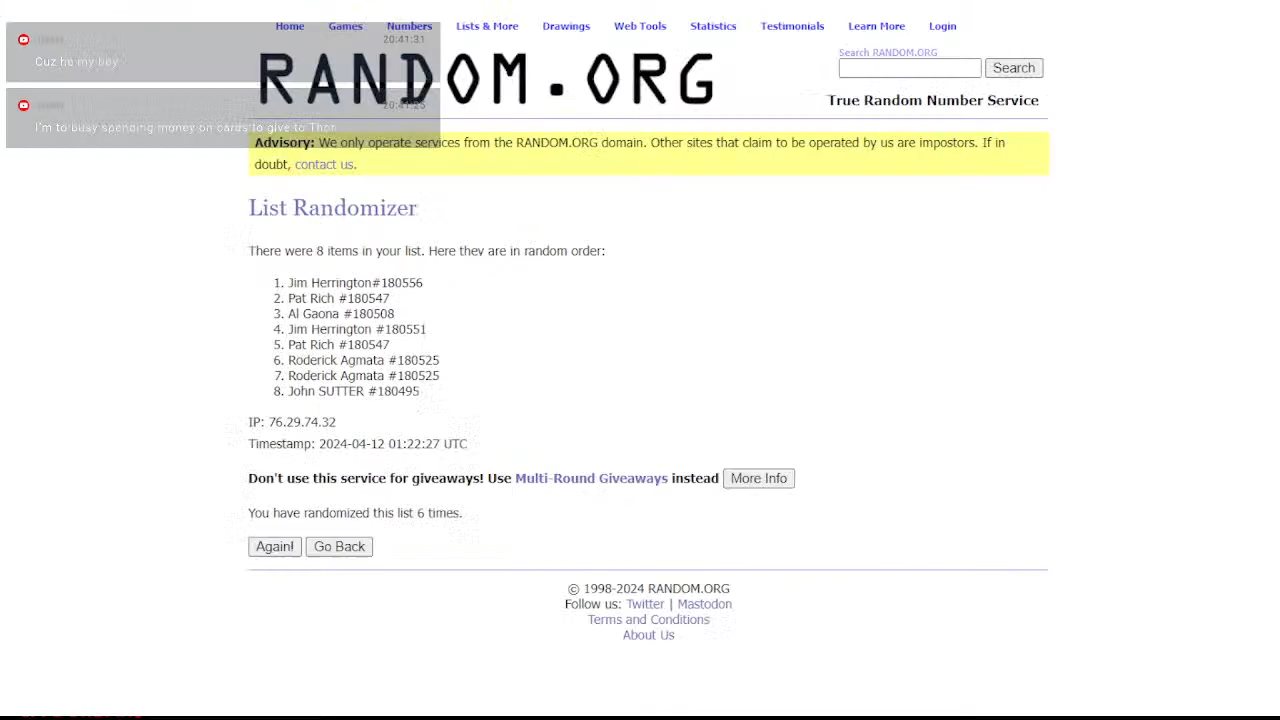 Home Games Numbers Lists & More Drawings Web Tools Statistics Testimonials Learn More Login
20:41:31
Cuz he my boy
20:41:25
I'm to busy spending money on cards to give to Thor
RANDOM.ORG
Search RANDOM.ORG
Search
True Random Number Service
Advisory: We only operate services from the RANDOM.ORG domain. Other sites that claim to be operated by us are impostors. If in
doubt, contact us.
List Randomizer
There were 8 items in your list. Here they are in random order:
1. Jim Herrington#180556
2. Pat Rich #180547
3. Al Gaona #180508
4. Jim Herrington #180551
5. Pat Rich #180547
6. Roderick Agmata #180525
7. Roderick Agmata #180525
8. John SUTTER #180495
IP: 76.29.74.32
Timestamp: 2024-04-12 01:22:27 UTC
Don't use this service for giveaways! Use Multi-Round Giveaways instead More Info
You have randomized this list 6 times.
Again! Go Back
© 1998-2024 RANDOM.ORG
Follow us: Twitter | Mastodon
Terms and Conditions
About Us